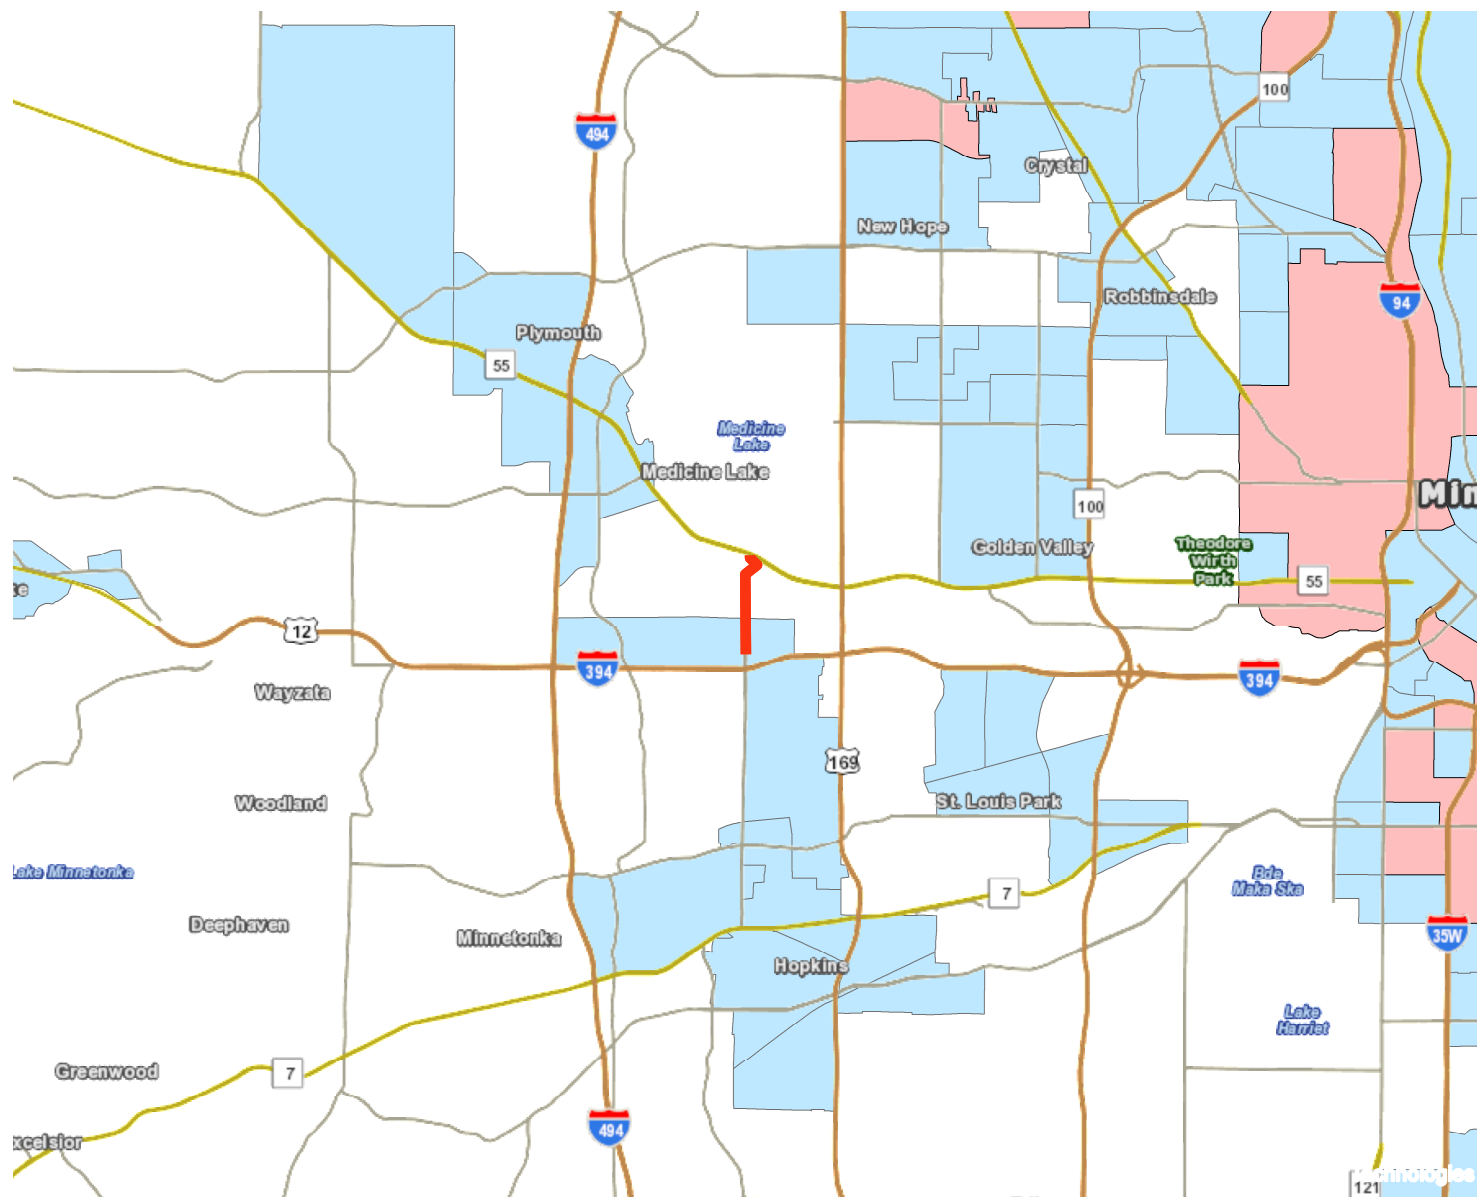 100
494
Crystal
New Hope
Robbinsdale
94
Plymouth
55
Medicine
Lake
Medicine Lake
Min
100
Golden Valley
Theodore
Wirth
Park
55
12
394
394
Wayzata
169
Woodland
St. Louis Park
Lake Minnetonka
Bde
Maka Ska
7
Deephaven
Minnetonka
35W
Hopkins
Lake
Harriet
Greenwood
7
494
xcelsior
technologies
121